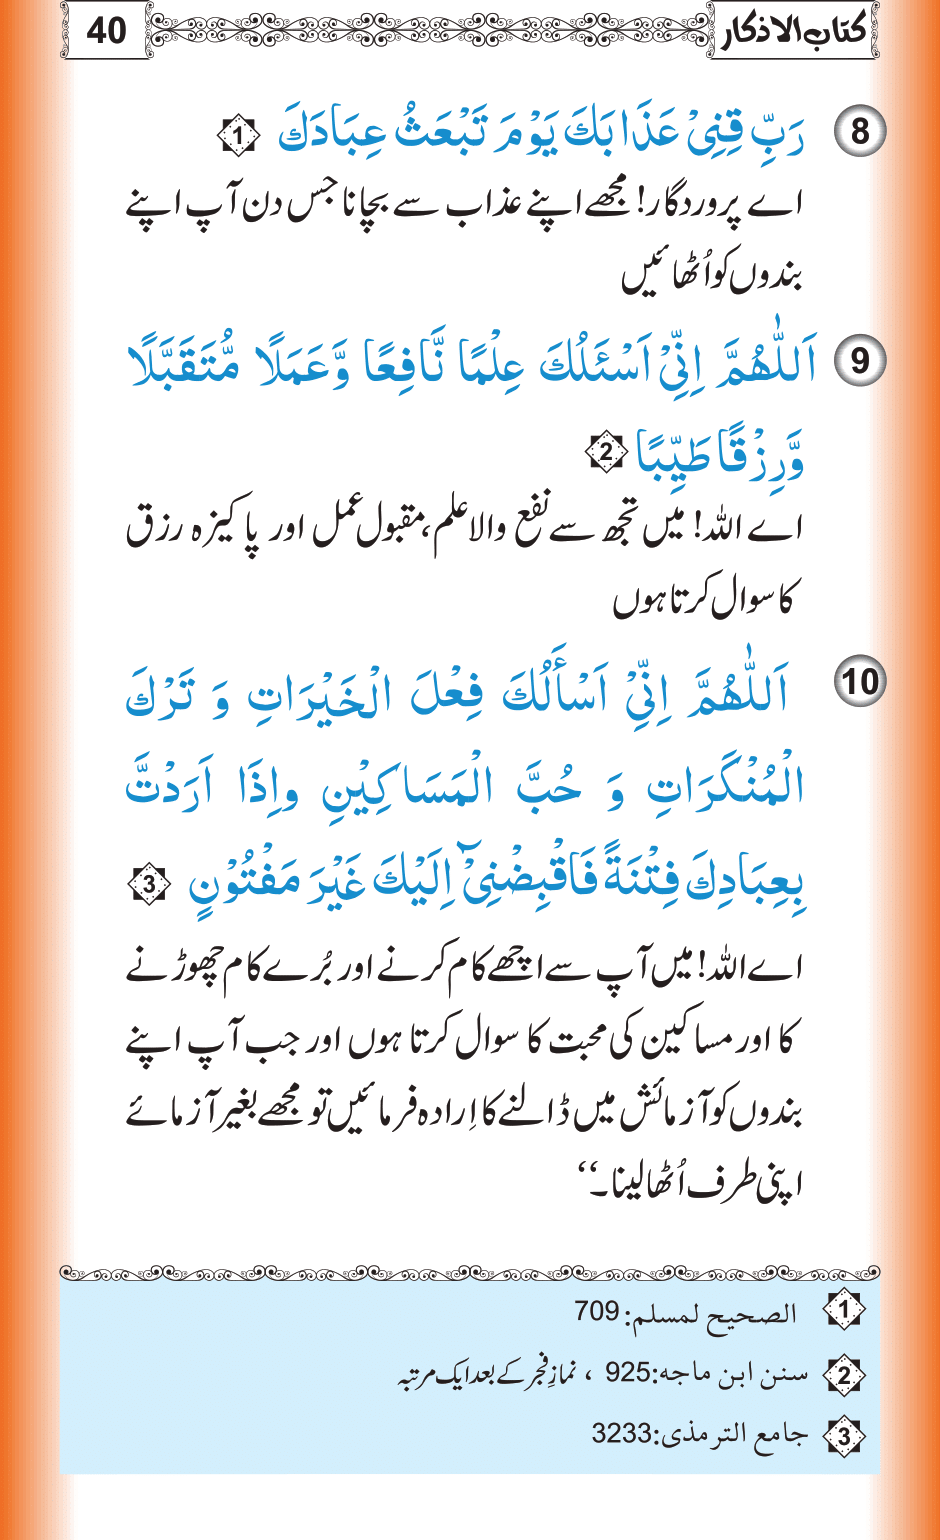 كتاب الاذكار 40
8 رَبِّ قِنِيْ عَذَابَكَ يَوْمَ تَبْعَثُ عِبَادَكَ 1
اے پروردگار! مجھے اپنے عذاب سے بچانا جس دن آپ اپنے
بندوں کو اُٹھائیں
9 اَللّٰهُمَّ اِنِّيْ اَسْئَلُكَ عِلْمًا نَّافِعًا وَّعَمَلًا مُّتَقَبَّلًا
وَّرِزْقًا طَيِّبًا 2
اے اللہ! میں تجھ سے نفع والا علم، مقبول عمل اور پاکیزہ رزق
کا سوال کرتا ہوں
10 اَللّٰهُمَّ اِنِّيْ اَسْأَلُكَ فِعْلَ الْخَيْرَاتِ وَ تَرْكَ
الْمُنْكَرَاتِ وَ حُبَّ الْمَسَاكِيْنِ واِذَا اَرَدْتَّ
بِعِبَادِكَ فِتْنَةً فَاقْبِضْنِيْٓ اِلَيْكَ غَيْرَ مَفْتُوْنٍ 3
اے اللہ! میں آپ سے اچھے کام کرنے اور بُرے کام چھوڑنے
کا اور مساکین کی محبت کا سوال کرتا ہوں اور جب آپ اپنے
بندوں کو آزمائش میں ڈالنے کا اِرادہ فرمائیں تو مجھے بغیر آزمائے
اپنی طرف اُٹھا لینا۔‘‘
1 الصحيح لمسلم: 709
2 سنن ابن ماجه: 925 ، نمازِ فجر کے بعد ایک مرتبہ
3 جامع الترمذی: 3233